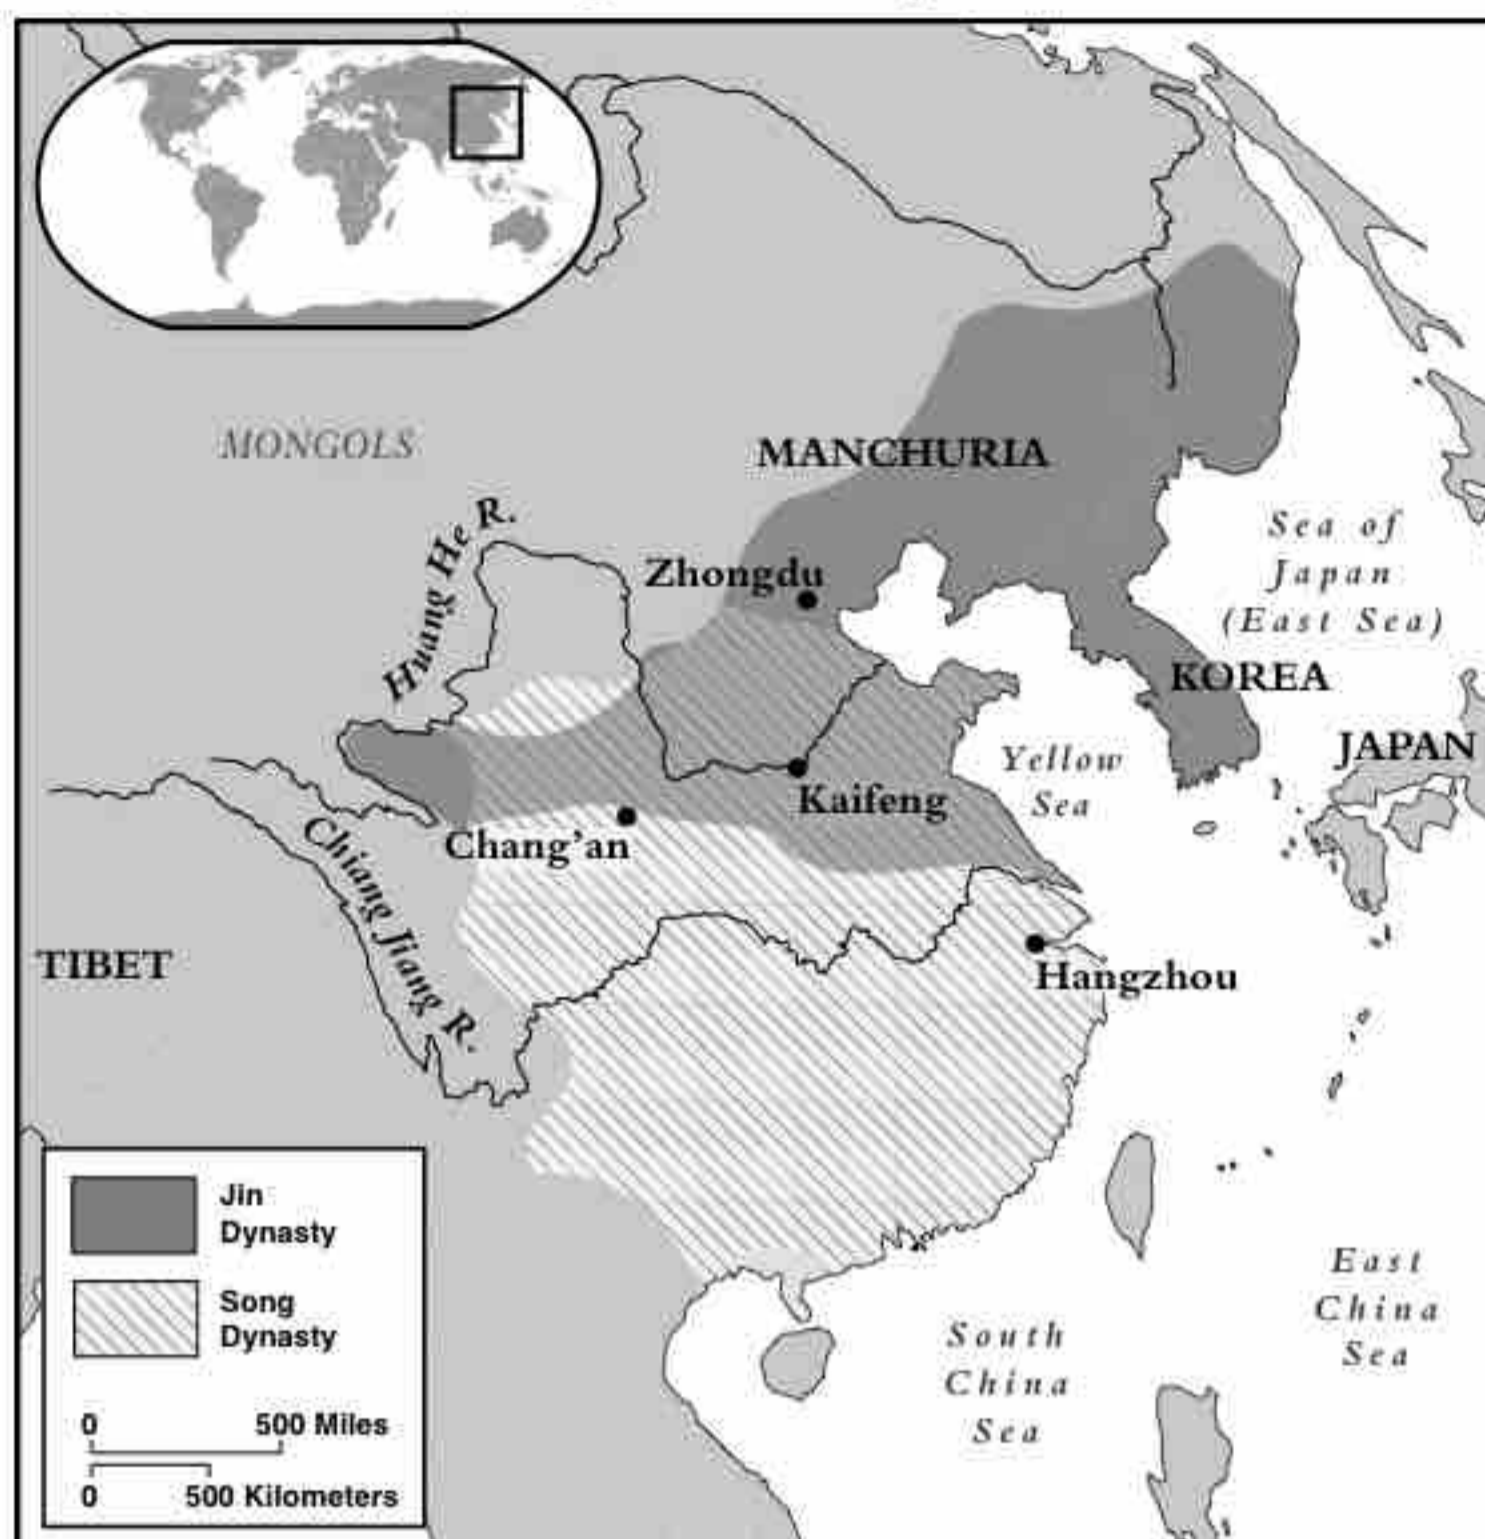 MONGOLS
MANCHURIA
Huang He R.
Zhongdu
Sea of
Japan
(East Sea)
KOREA
JAPAN
Yellow
Sea
Kaifeng
Chang'an
Chiang Jiang R.
TIBET
Hangzhou
Jin
Dynasty
Song
Dynasty
0 500 Miles
0 500 Kilometers
South
China
Sea
East
China
Sea